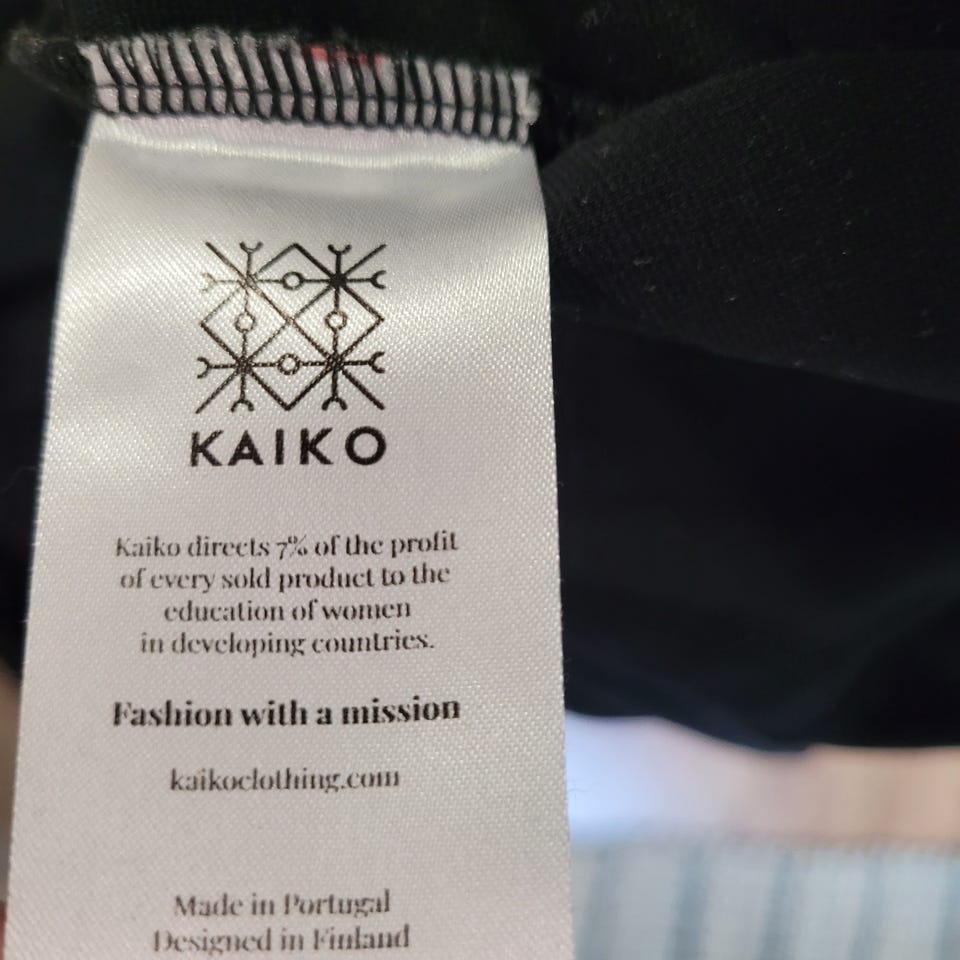 KAIKO
Kaiko directs 7% of the profit
of every sold product to the
education of women
in developing countries.
Fashion with a mission
kaikoclothing.com
Made in Portugal
Designed in Finland